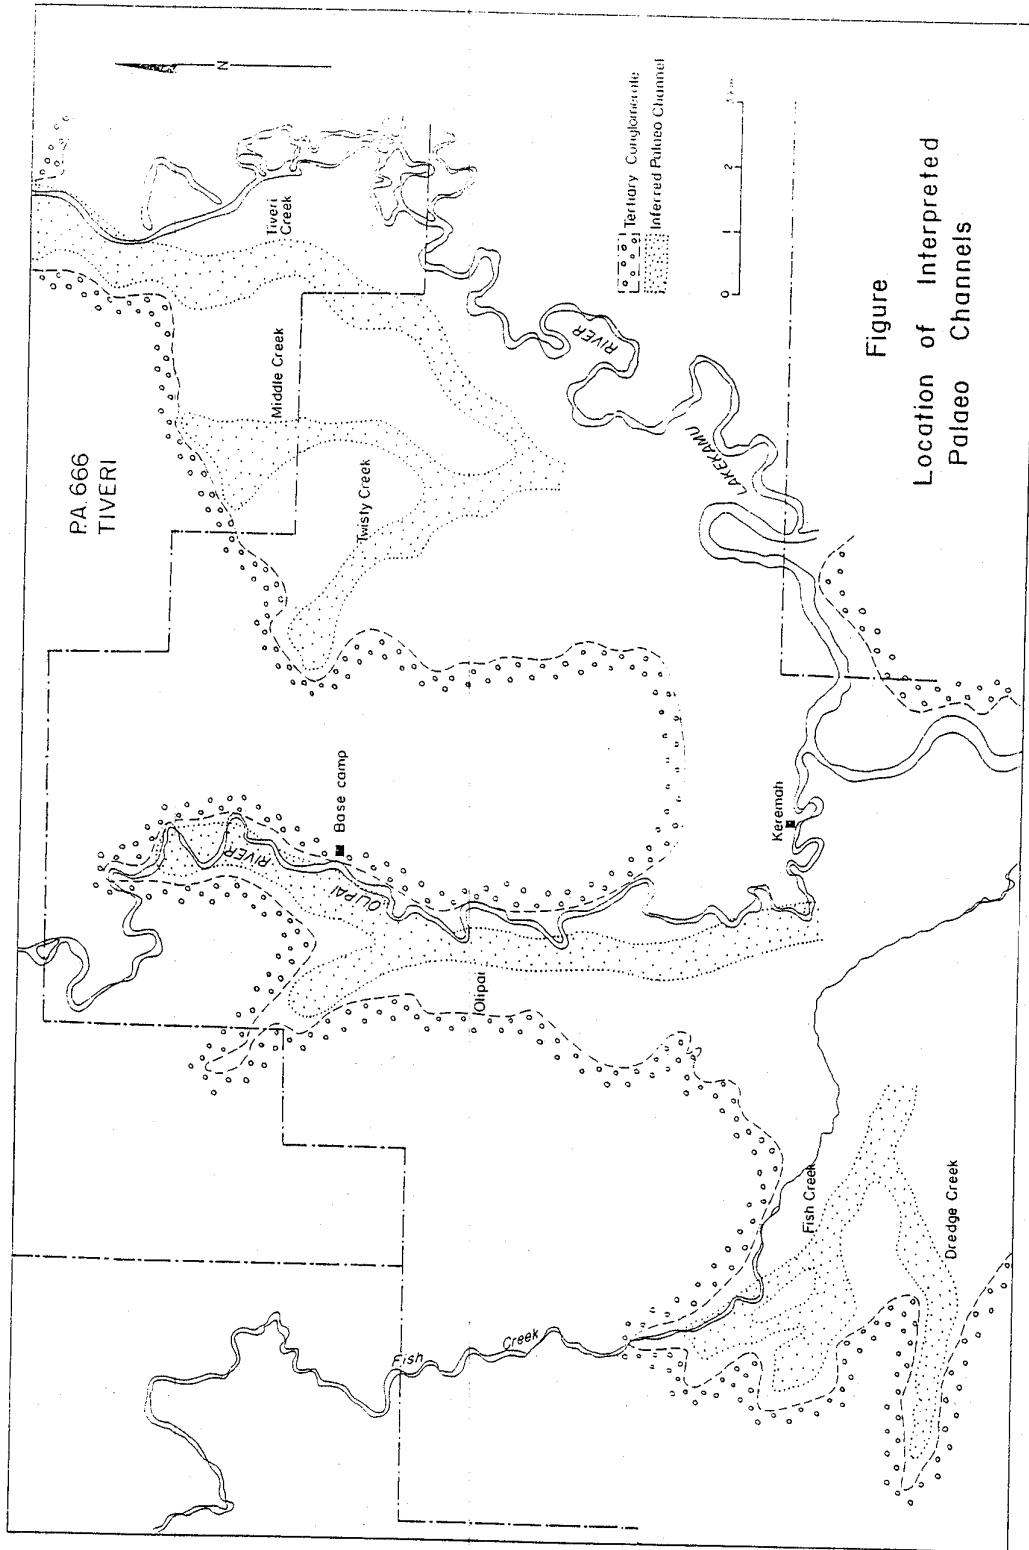 P.A. 666
TIVERI
N
Tiveri
Creek
Middle Creek
Twisty Creek
RIVER
LAKEKAMU
Base camp
RIVER
OLIPAI
Olipai
Keremah
Fish Creek
Fish Creek
Dredge Creek
Tertiary Conglomerate
Inferred Palaeo Channel
0 1 2
Figure
Location of Interpreted
Palaeo Channels